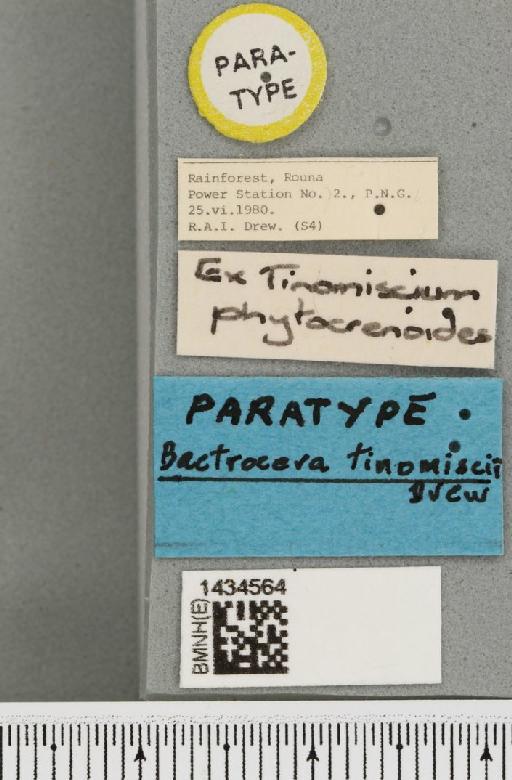 PARA-
TYPE
Rainforest, Rouna
Power Station No. 2., P.N.G.
25.vi.1980.
R.A.I. Drew. (S4)
Ex Tinomiscium
phytocrenoides
PARATYPE
Bactrocera tinomiscii
Drew
1434564
BMNH(E)